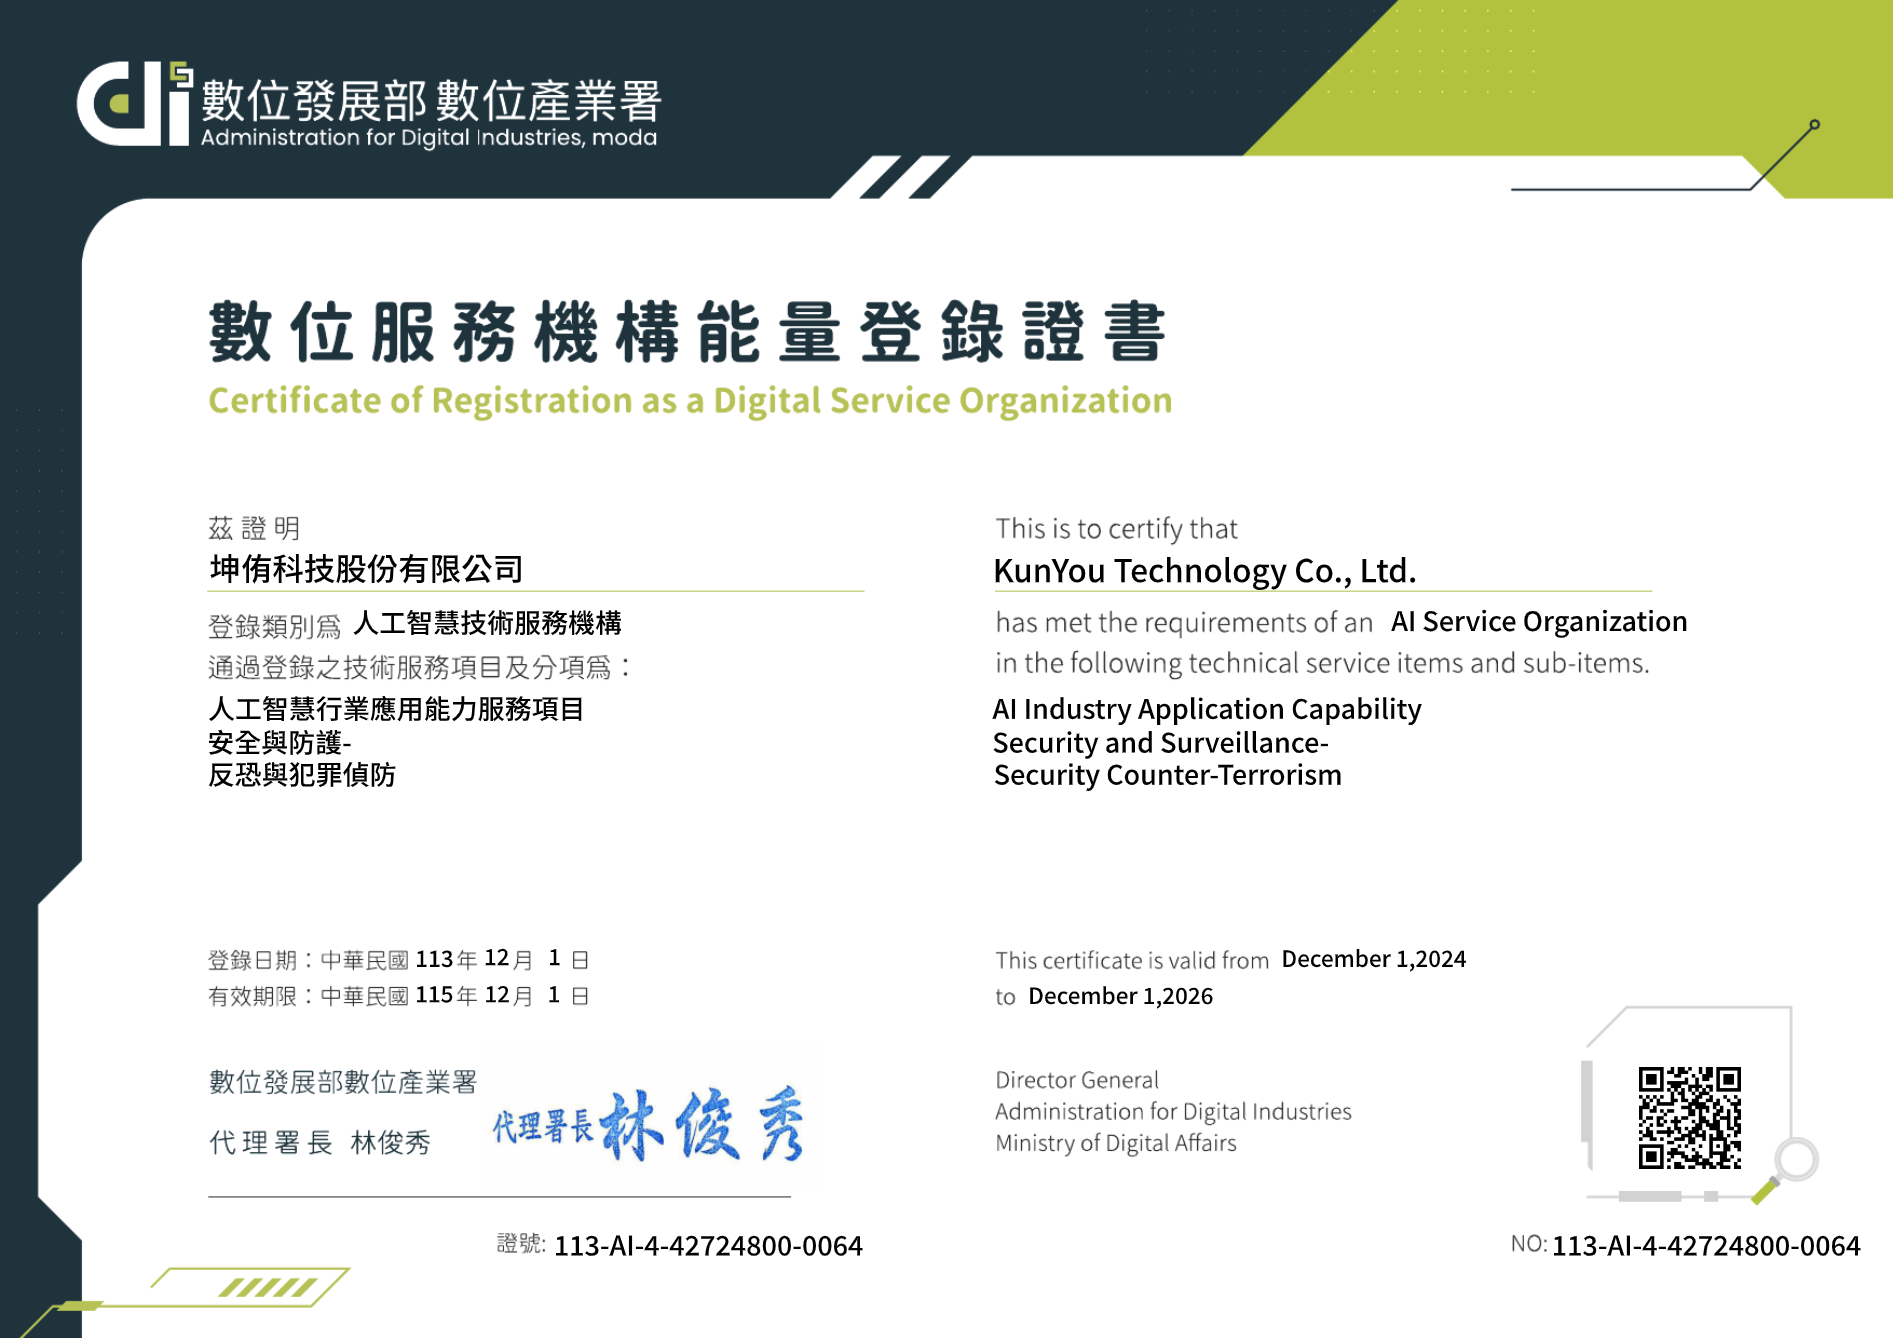 數位發展部 數位產業署
Administration for Digital Industries, moda
數位服務機構能量登錄證書
Certificate of Registration as a Digital Service Organization
茲證明
坤侑科技股份有限公司
登錄類別為 人工智慧技術服務機構
通過登錄之技術服務項目及分項為：
人工智慧行業應用能力服務項目
安全與防護-
反恐與犯罪偵防
This is to certify that
KunYou Technology Co., Ltd.
has met the requirements of an AI Service Organization
in the following technical service items and sub-items.
AI Industry Application Capability
Security and Surveillance-
Security Counter-Terrorism
登錄日期：中華民國 113年 12月 1 日
有效期限：中華民國 115年 12月 1 日
This certificate is valid from December 1,2024
to December 1,2026
數位發展部數位產業署
代理署長 林俊秀
代理署長 林俊秀
Director General
Administration for Digital Industries
Ministry of Digital Affairs
證號: 113-AI-4-42724800-0064
NO: 113-AI-4-42724800-0064